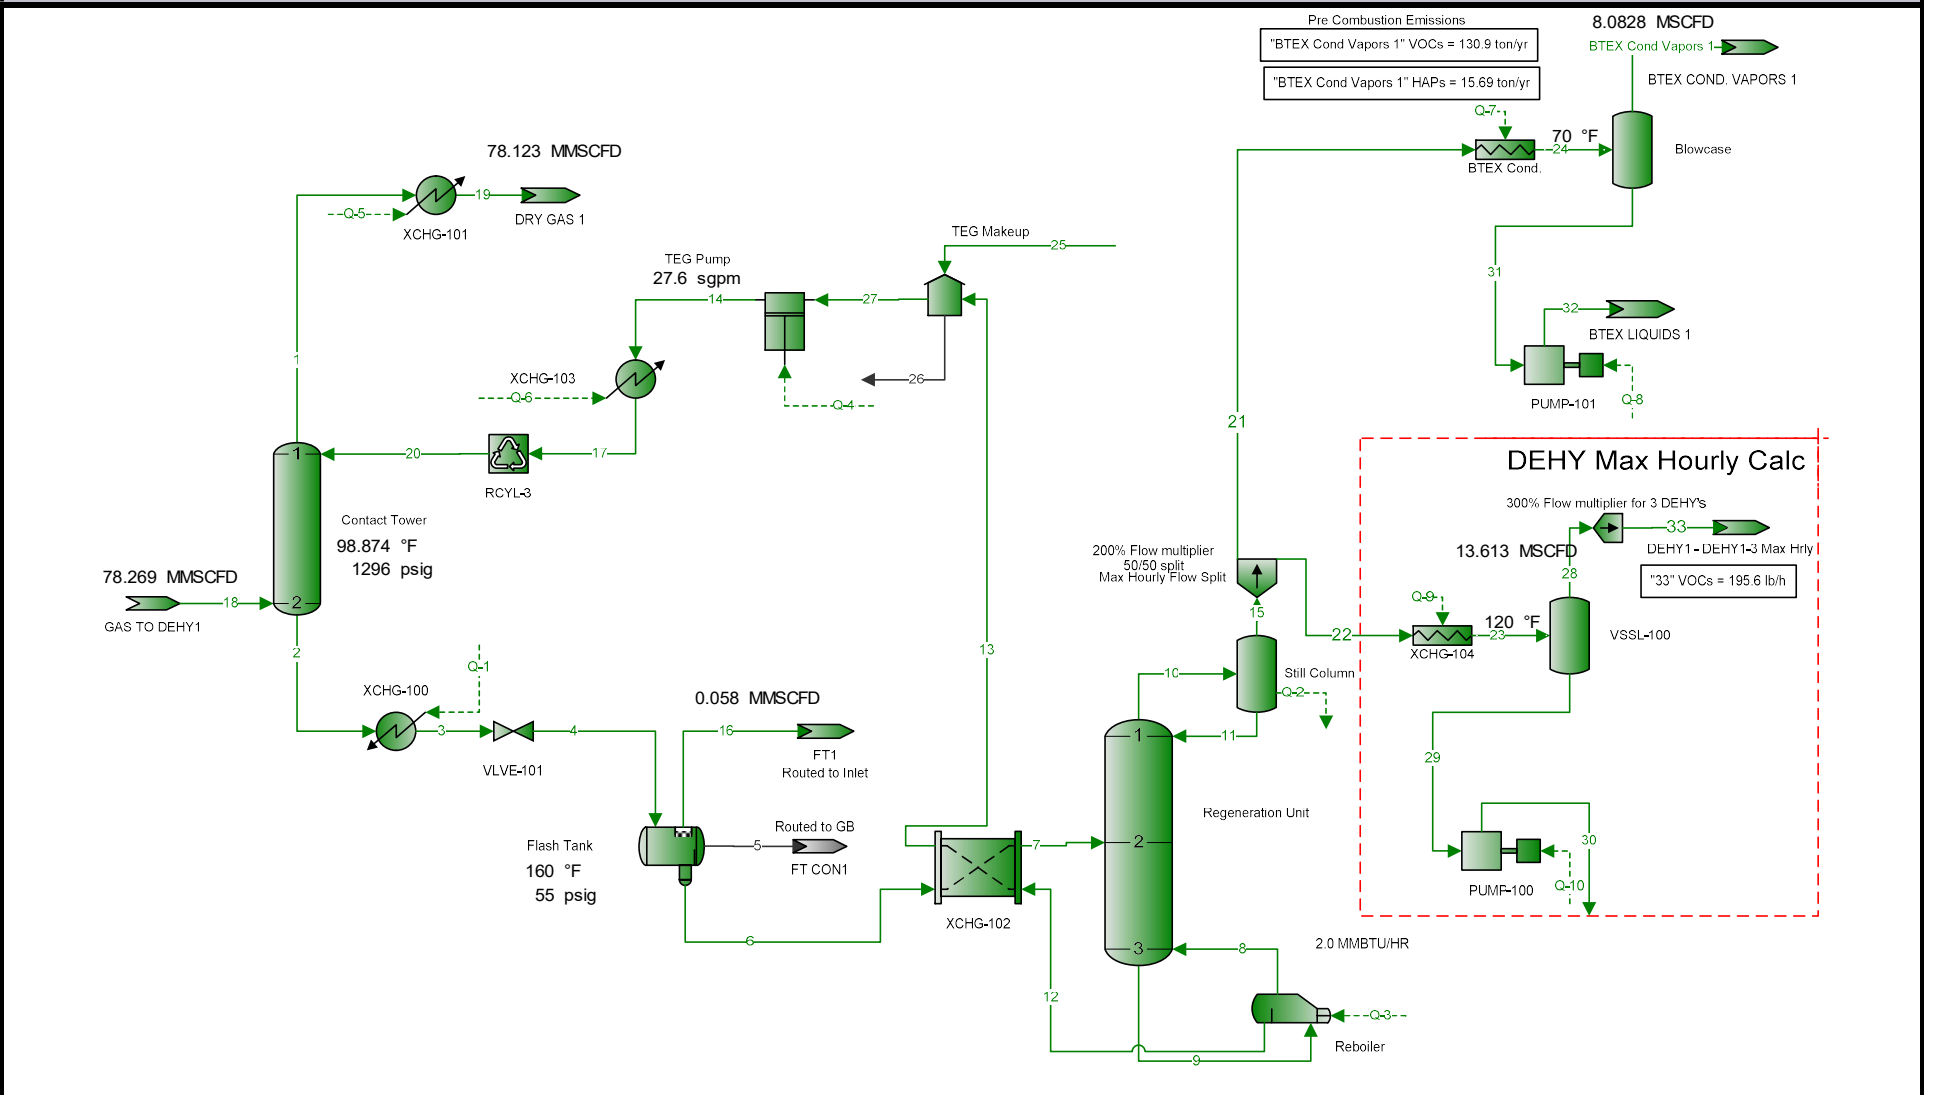 Pre Combustion Emissions
"BTEX Cond Vapors 1" VOCs = 130.9 ton/yr
"BTEX Cond Vapors 1" HAPs = 15.69 ton/yr
8.0828 MSCFD
BTEX Cond Vapors 1
BTEX COND. VAPORS 1
Q-7
70 °F
24
BTEX Cond.
Blowcase
78.123 MMSCFD
19
Q-5
DRY GAS 1
XCHG-101
TEG Makeup
25
TEG Pump
27.6 sgpm
14
27
31
32
BTEX LIQUIDS 1
1
XCHG-103
Q-6
26
Q-4
PUMP-101
Q-8
21
20
17
1
RCYL-3
DEHY Max Hourly Calc
300% Flow multiplier for 3 DEHY's
33
DEHY1 - DEHY1-3 Max Hrly
"33" VOCs = 195.6 lb/h
Contact Tower
98.874 °F
1296 psig
13.613 MSCFD
28
200% Flow multiplier
50/50 split
Max Hourly Flow Split
78.269 MMSCFD
18
2
GAS TO DEHY1
15
Q-9
120 °F
22
23
XCHG-104
VSSL-100
2
13
Q-1
XCHG-100
3
4
VLVE-101
0.058 MMSCFD
16
FT1
Routed to Inlet
10
Still Column
Q-2
11
1
29
Regeneration Unit
Routed to GB
5
FT CON1
Flash Tank
160 °F
55 psig
7
2
30
XCHG-102
PUMP-100
Q-10
6
3
8
2.0 MMBTU/HR
12
Q-3
Reboiler
9